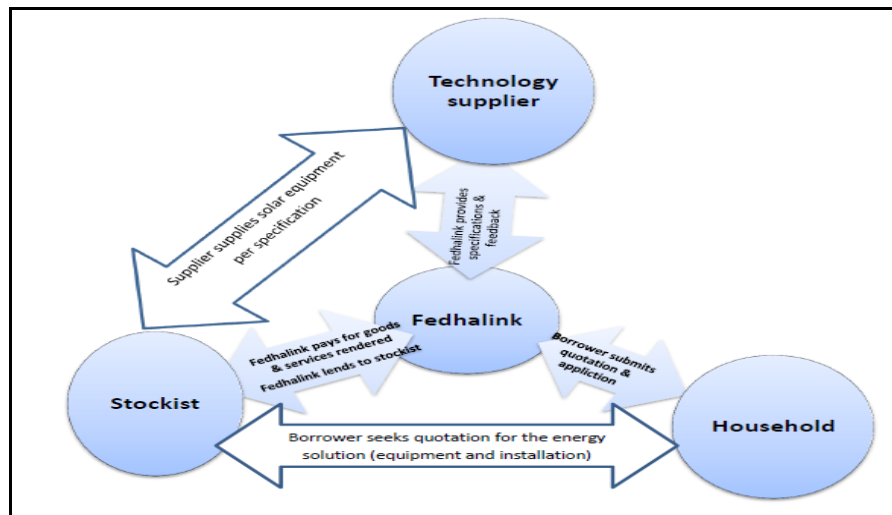 Technology
supplier
Supplier supplies solar equipment
per specification
Fedhalink provides
specifications &
feedback
Fedhalink
Fedhalink pays for goods
& services rendered
Fedhalink lends to stockist
Borrower submits
quotation &
appliction
Stockist
Household
Borrower seeks quotation for the energy
solution (equipment and installation)